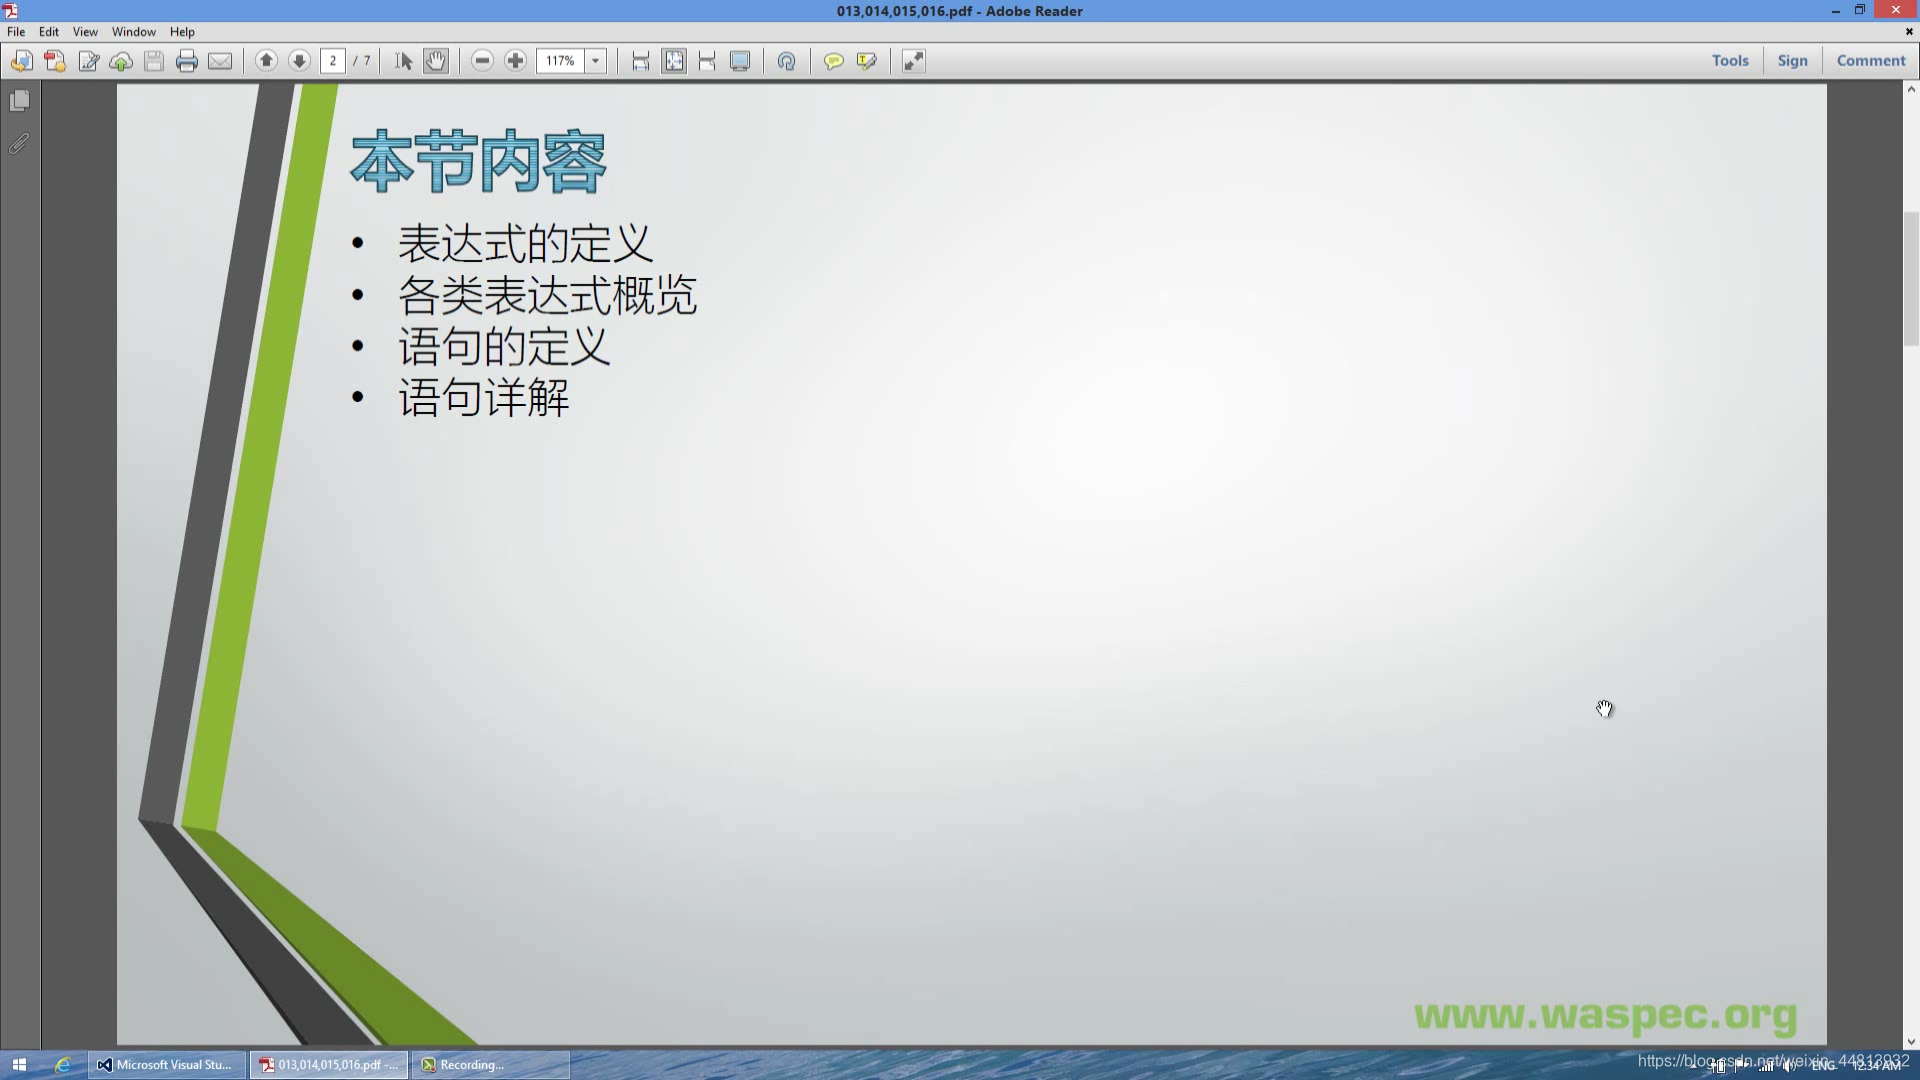 013,014,015,016.pdf - Adobe Reader
File Edit View Window Help
2 / 7 117% Tools Sign Comment
本节内容
• 表达式的定义
• 各类表达式概览
• 语句的定义
• 语句详解
www.waspec.org
https://blog.csdn.net/weixin_44813932
Microsoft Visual Stu... 013,014,015,016.pdf -... Recording... ENG 12:34 AM